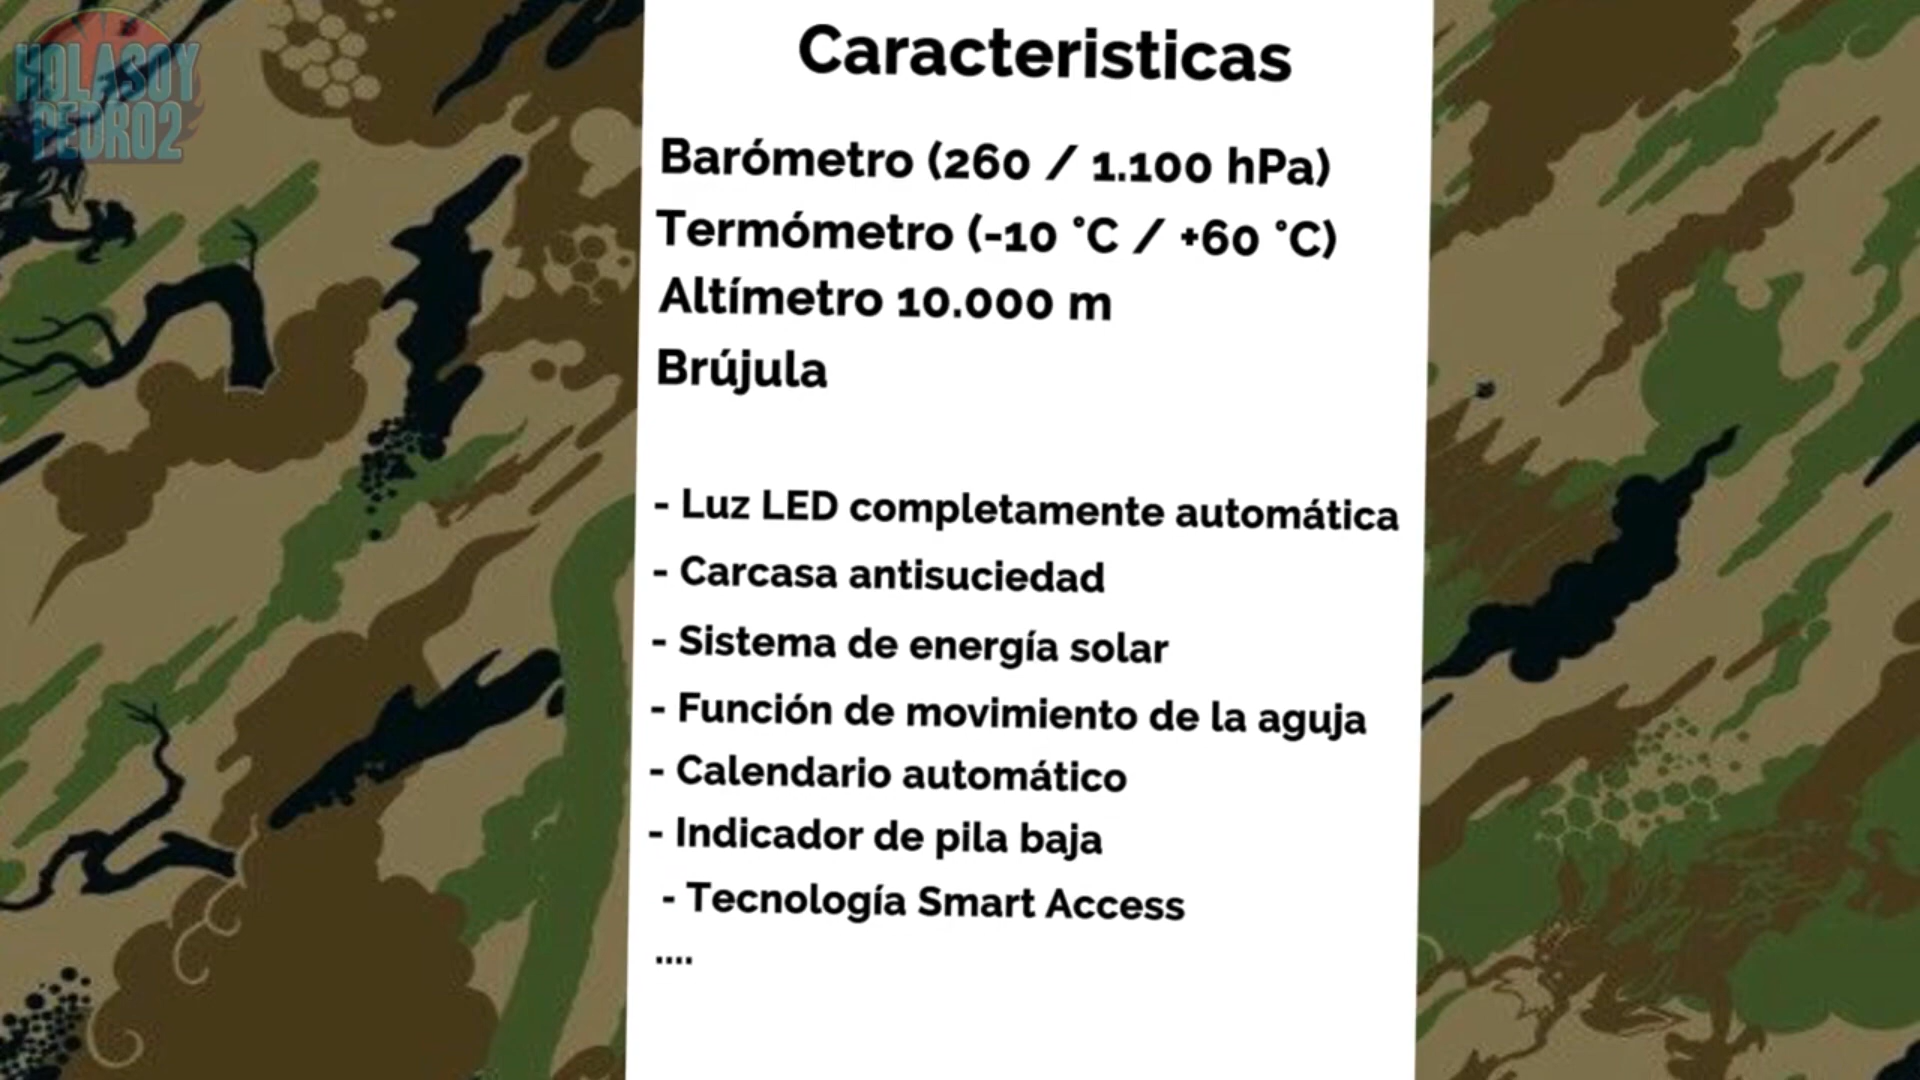 HOLASOY
PEDRO2
Caracteristicas
Barómetro (260 / 1.100 hPa)
Termómetro (-10 °C / +60 °C)
Altímetro 10.000 m
Brújula
- Luz LED completamente automática
- Carcasa antisuciedad
- Sistema de energía solar
- Función de movimiento de la aguja
- Calendario automático
- Indicador de pila baja
- Tecnología Smart Access
....